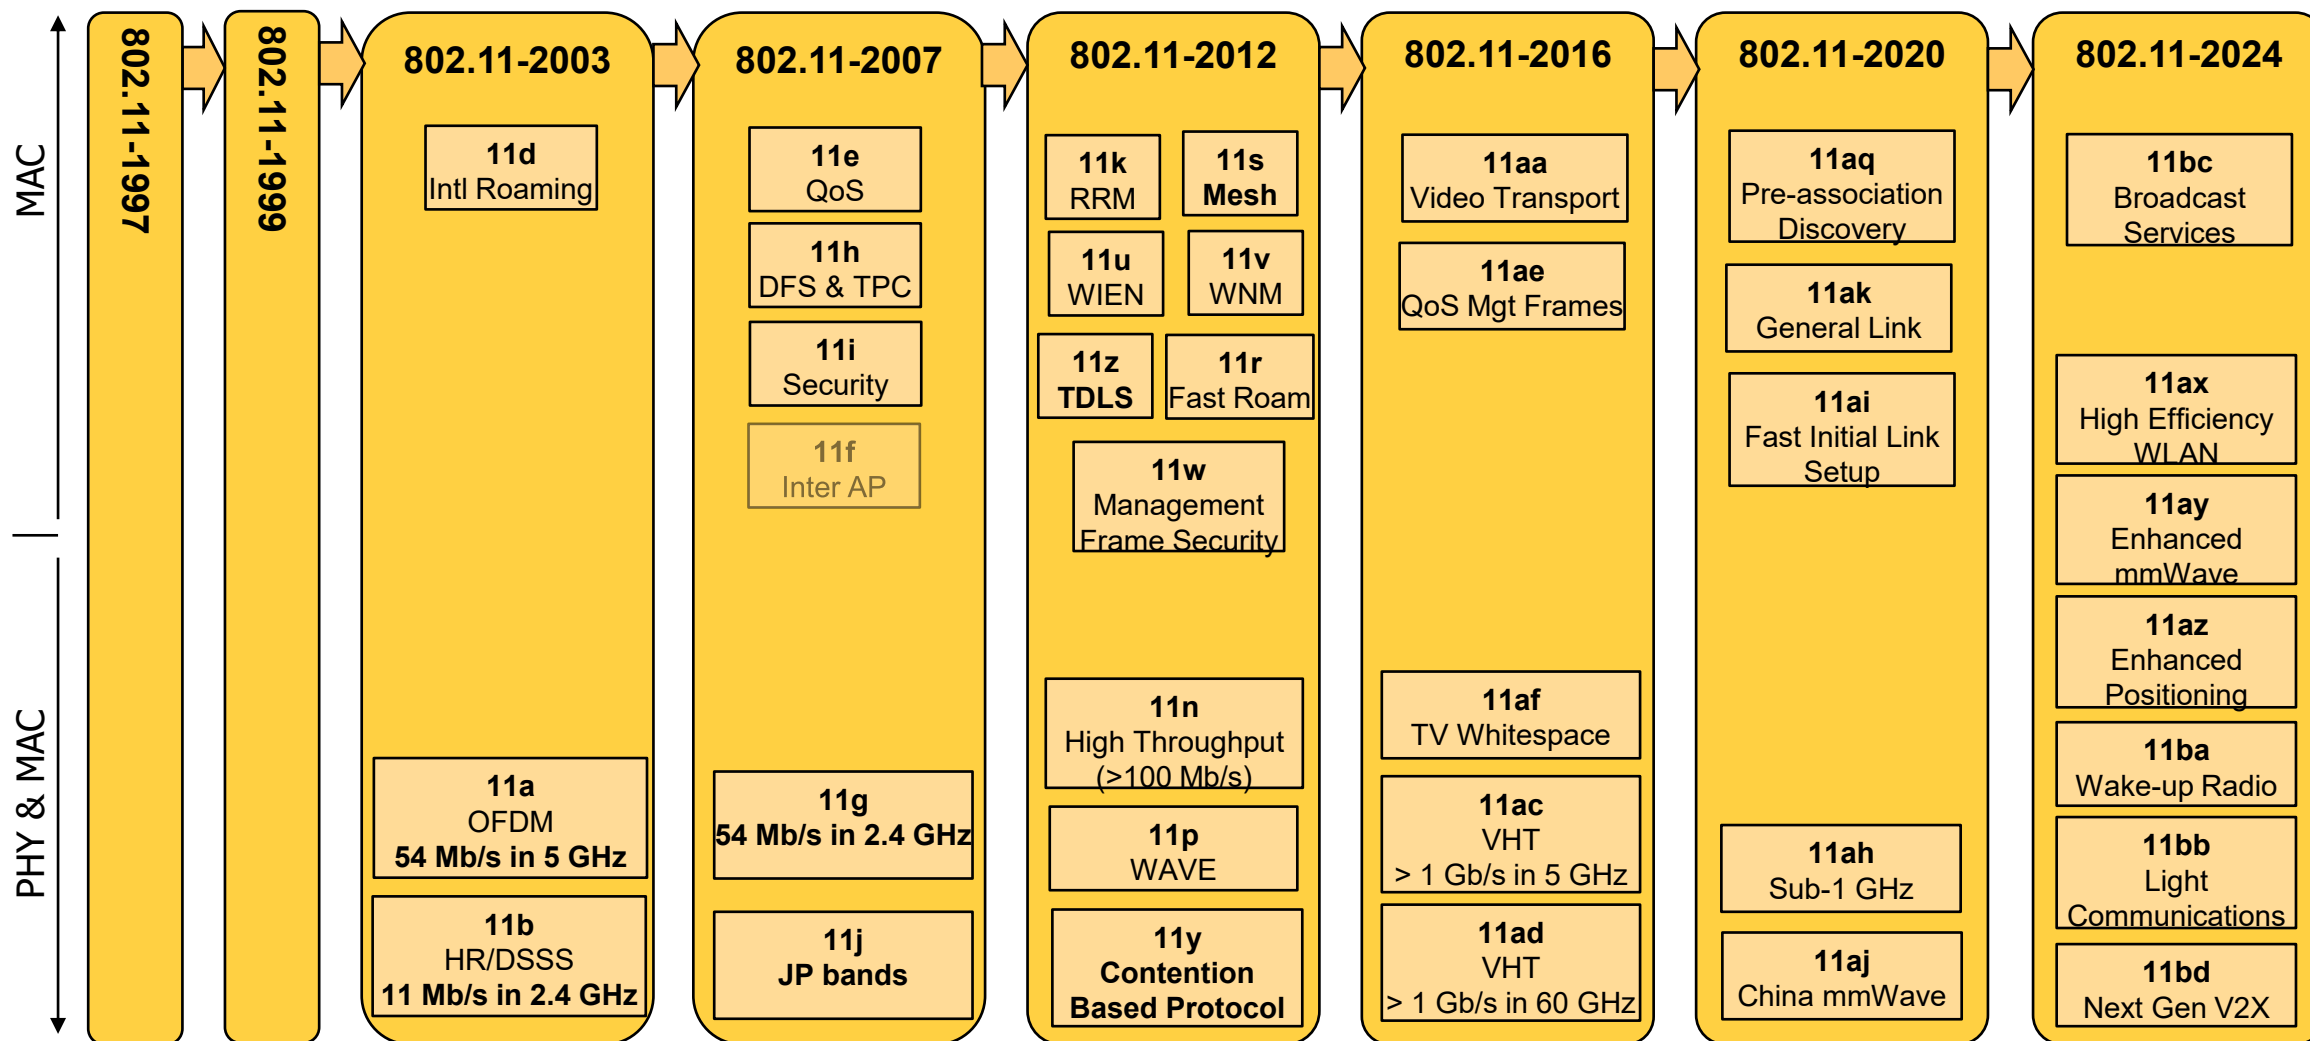 MAC
PHY & MAC
802.11-1997
802.11-1999
802.11-2003
11d
Intl Roaming
11a
OFDM
54 Mb/s in 5 GHz
11b
HR/DSSS
11 Mb/s in 2.4 GHz
802.11-2007
11e
QoS
11h
DFS & TPC
11i
Security
11f
Inter AP
11g
54 Mb/s in 2.4 GHz
11j
JP bands
802.11-2012
11k
RRM
11s
Mesh
11u
WIEN
11v
WNM
11z
TDLS
11r
Fast Roam
11w
Management
Frame Security
11n
High Throughput
(>100 Mb/s)
11p
WAVE
11y
Contention
Based Protocol
802.11-2016
11aa
Video Transport
11ae
QoS Mgt Frames
11af
TV Whitespace
11ac
VHT
> 1 Gb/s in 5 GHz
11ad
VHT
> 1 Gb/s in 60 GHz
802.11-2020
11aq
Pre-association
Discovery
11ak
General Link
11ai
Fast Initial Link
Setup
11ah
Sub-1 GHz
11aj
China mmWave
802.11-2024
11bc
Broadcast
Services
11ax
High Efficiency
WLAN
11ay
Enhanced
mmWave
11az
Enhanced
Positioning
11ba
Wake-up Radio
11bb
Light
Communications
11bd
Next Gen V2X